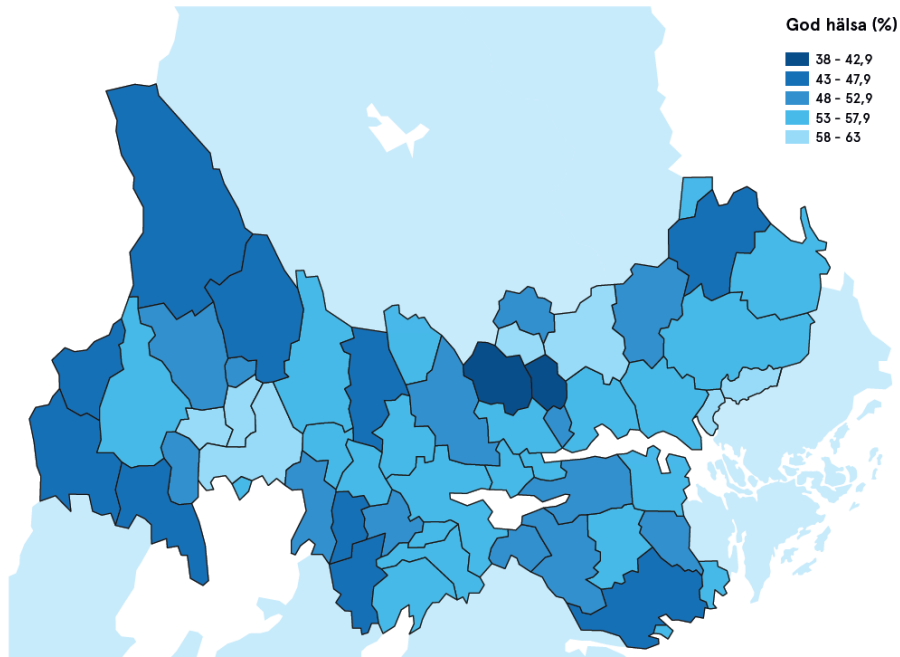 God hälsa (%)
38 - 42,9
43 - 47,9
48 - 52,9
53 - 57,9
58 - 63